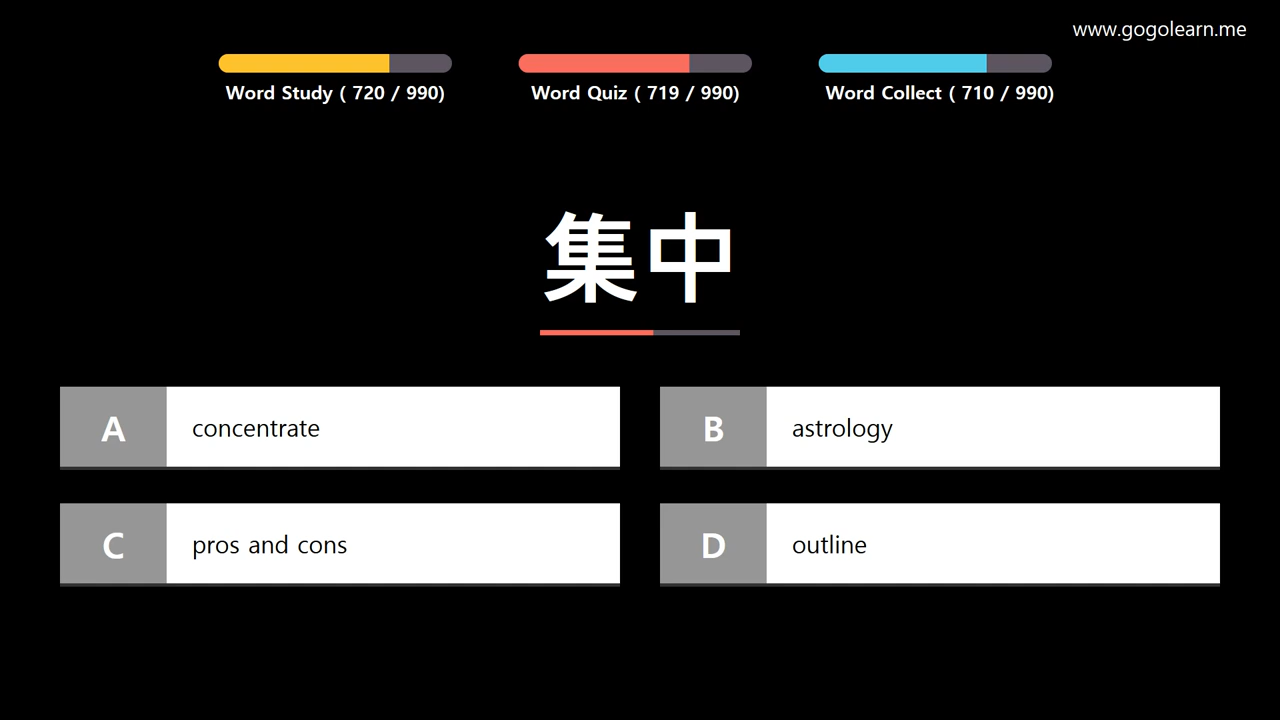 www.gogolearn.me
Word Study ( 720 / 990)
Word Quiz ( 719 / 990)
Word Collect ( 710 / 990)
集中
A concentrate
B astrology
C pros and cons
D outline